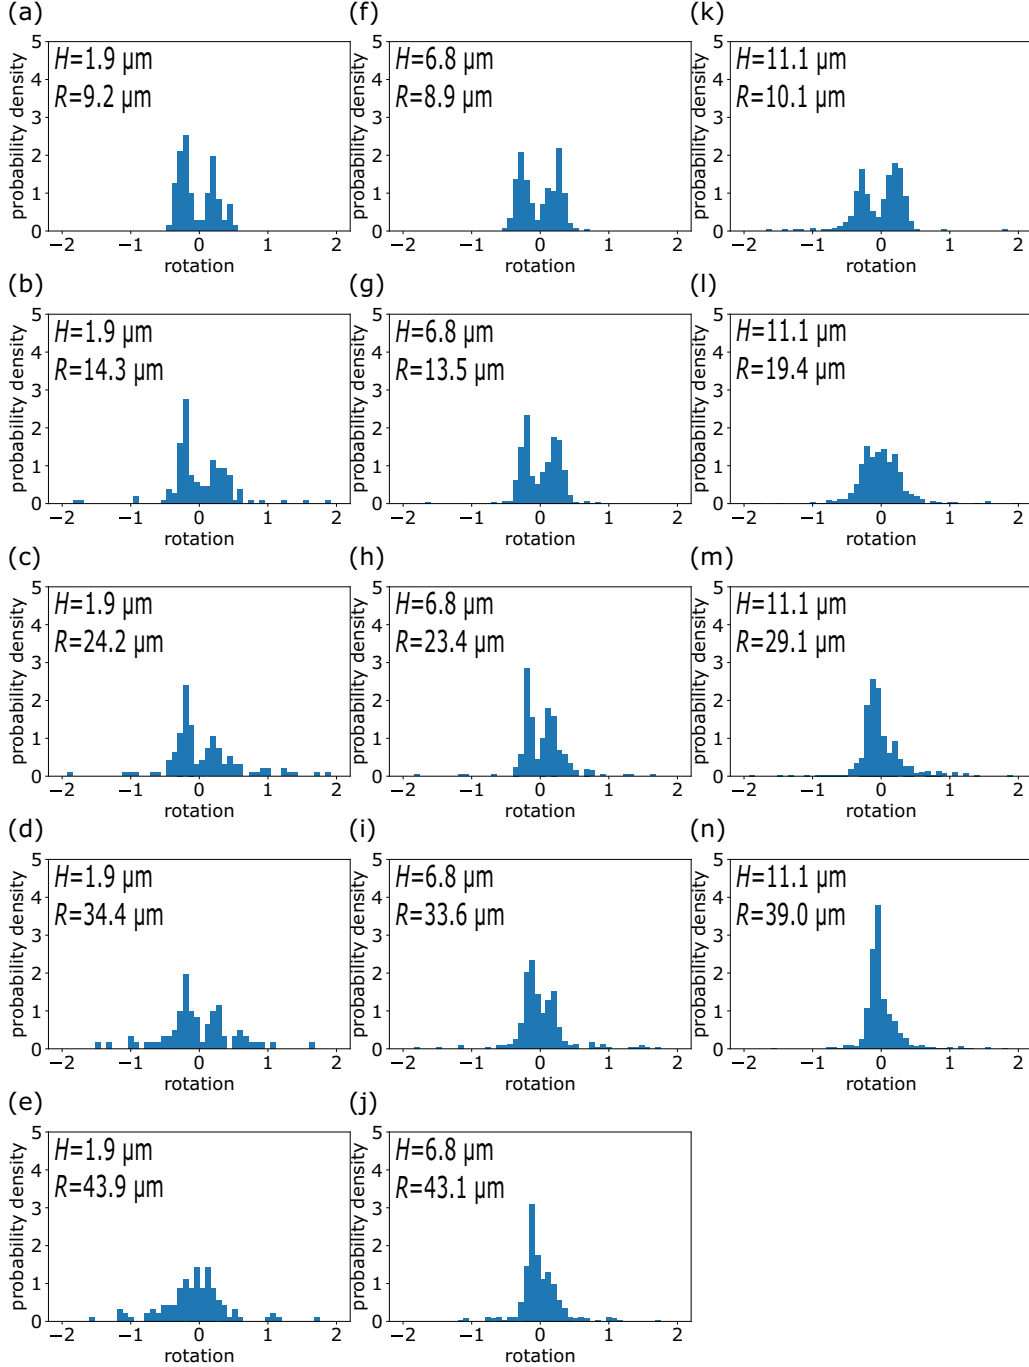 (a)
5
4
3
2
1
0
H=1.9 µm
R=9.2 µm
probability density
−2 −1 0 1 2
rotation
(f)
5
4
3
2
1
0
H=6.8 µm
R=8.9 µm
probability density
−2 −1 0 1 2
rotation
(k)
5
4
3
2
1
0
H=11.1 µm
R=10.1 µm
probability density
−2 −1 0 1 2
rotation
(b)
5
4
3
2
1
0
H=1.9 µm
R=14.3 µm
probability density
−2 −1 0 1 2
rotation
(g)
5
4
3
2
1
0
H=6.8 µm
R=13.5 µm
probability density
−2 −1 0 1 2
rotation
(l)
5
4
3
2
1
0
H=11.1 µm
R=19.4 µm
probability density
−2 −1 0 1 2
rotation
(c)
5
4
3
2
1
0
H=1.9 µm
R=24.2 µm
probability density
−2 −1 0 1 2
rotation
(h)
5
4
3
2
1
0
H=6.8 µm
R=23.4 µm
probability density
−2 −1 0 1 2
rotation
(m)
5
4
3
2
1
0
H=11.1 µm
R=29.1 µm
probability density
−2 −1 0 1 2
rotation
(d)
5
4
3
2
1
0
H=1.9 µm
R=34.4 µm
probability density
−2 −1 0 1 2
rotation
(i)
5
4
3
2
1
0
H=6.8 µm
R=33.6 µm
probability density
−2 −1 0 1 2
rotation
(n)
5
4
3
2
1
0
H=11.1 µm
R=39.0 µm
probability density
−2 −1 0 1 2
rotation
(e)
5
4
3
2
1
0
H=1.9 µm
R=43.9 µm
probability density
−2 −1 0 1 2
rotation
(j)
5
4
3
2
1
0
H=6.8 µm
R=43.1 µm
probability density
−2 −1 0 1 2
rotation